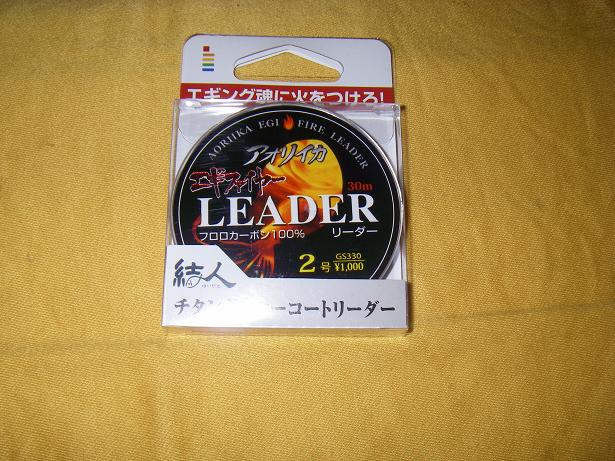 エギング魂に火をつけろ!
AORIIKA EGI FIRE LEADER
アオリイカ
エギファイヤー
30m
LEADER
フロロカーボン100% リーダー
GS330
2号 ¥1,000
結人
コートリーダー